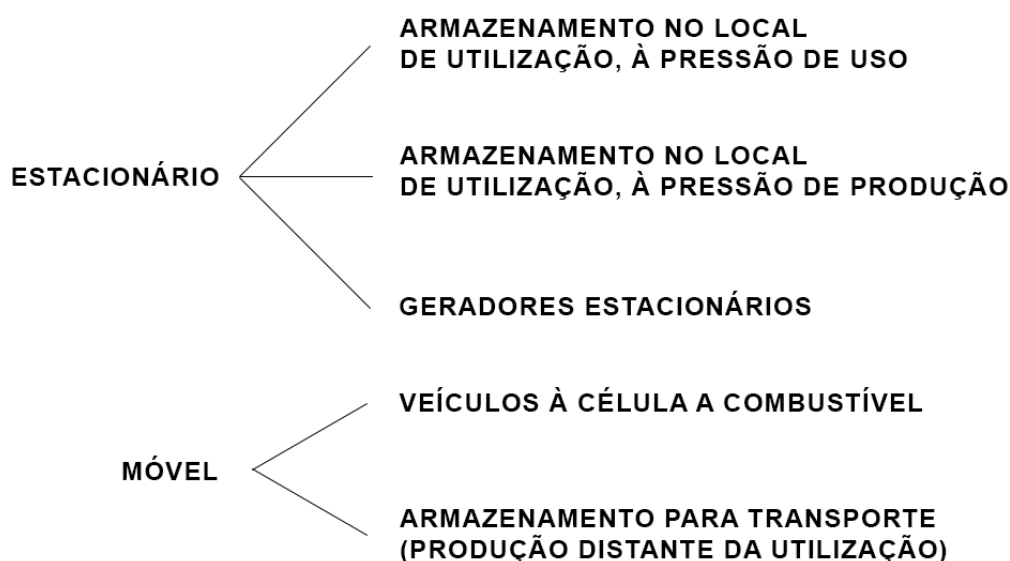 ARMAZENAMENTO NO LOCAL
DE UTILIZAÇÃO, À PRESSÃO DE USO
ESTACIONÁRIO
ARMAZENAMENTO NO LOCAL
DE UTILIZAÇÃO, À PRESSÃO DE PRODUÇÃO
GERADORES ESTACIONÁRIOS
VEÍCULOS À CÉLULA A COMBUSTÍVEL
MÓVEL
ARMAZENAMENTO PARA TRANSPORTE
(PRODUÇÃO DISTANTE DA UTILIZAÇÃO)